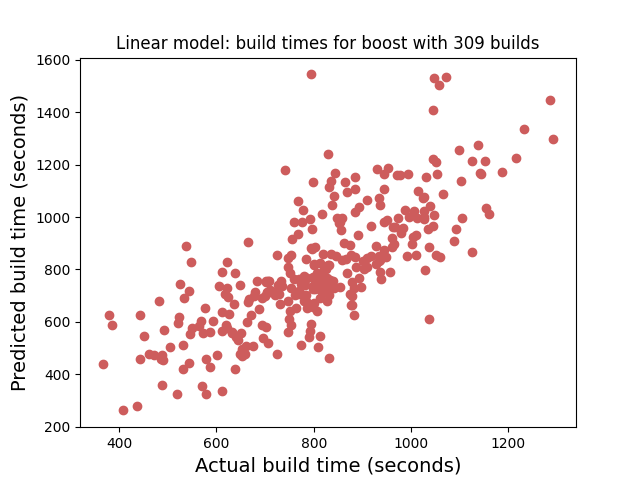 Linear model: build times for boost with 309 builds
Predicted build time (seconds)
1600
1400
1200
1000
800
600
400
200
400 600 800 1000 1200
Actual build time (seconds)